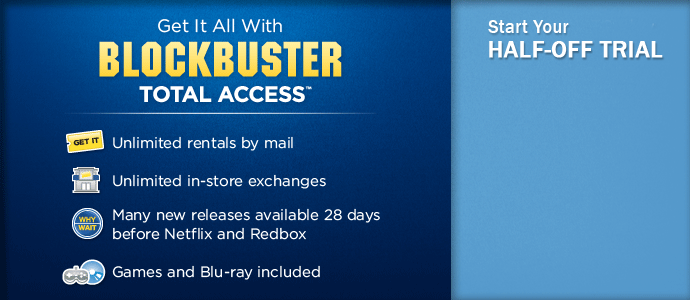 Get It All With
BLOCKBUSTER
TOTAL ACCESS™
GET IT
Unlimited rentals by mail
Unlimited in-store exchanges
WHY
WAIT
Many new releases available 28 days
before Netflix and Redbox
Games and Blu-ray included
Start Your
HALF-OFF TRIAL